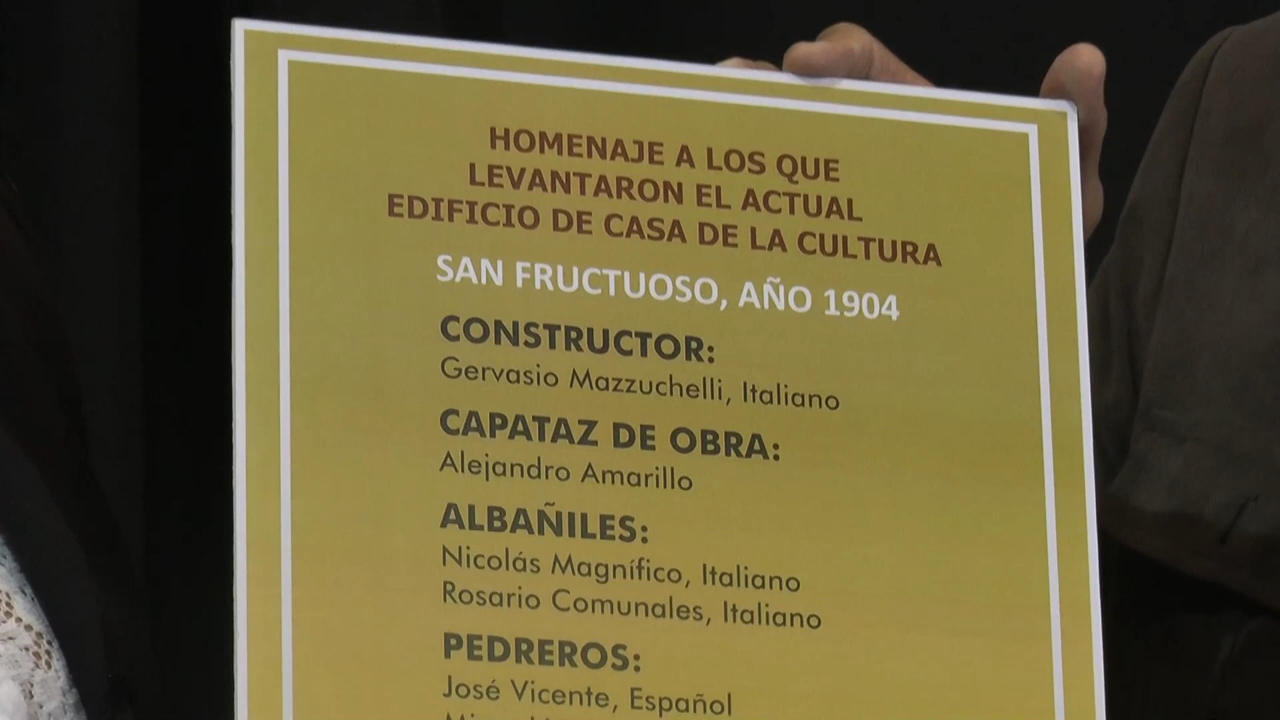 HOMENAJE A LOS QUE
LEVANTARON EL ACTUAL
EDIFICIO DE CASA DE LA CULTURA
SAN FRUCTUOSO, AÑO 1904
CONSTRUCTOR:
Gervasio Mazzuchelli, Italiano
CAPATAZ DE OBRA:
Alejandro Amarillo
ALBAÑILES:
Nicolás Magnífico, Italiano
Rosario Comunales, Italiano
PEDREROS:
José Vicente, Español